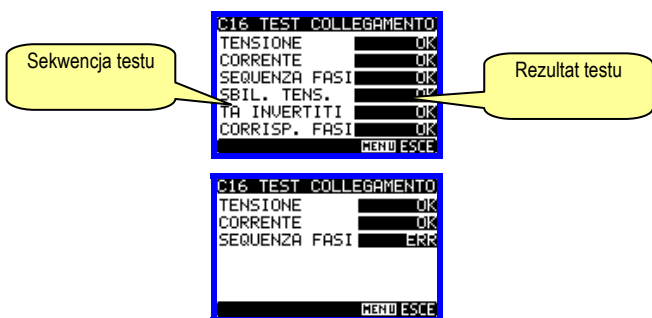 C16 TEST COLLEGAMENTO
TENSIONE OK
CORRENTE OK
SEQUENZA FASI OK
SBIL. TENS. OK
TA INVERTITI OK
CORRISP. FASI OK
MENU ESCE
Sekwencja testu
Rezultat testu
C16 TEST COLLEGAMENTO
TENSIONE OK
CORRENTE OK
SEQUENZA FASI ERR
MENU ESCE